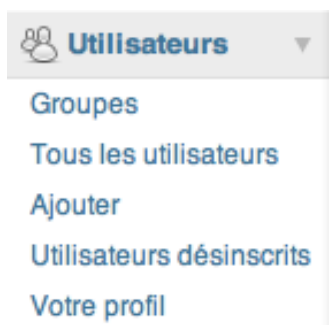 Utilisateurs
Groupes
Tous les utilisateurs
Ajouter
Utilisateurs désinscrits
Votre profil